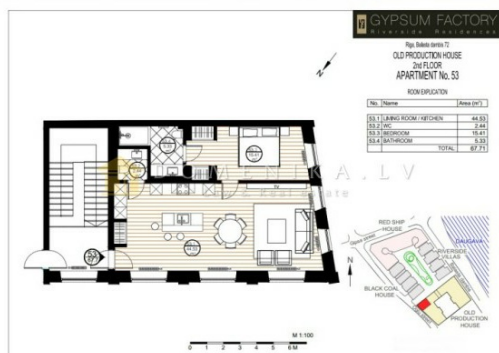 GYPSUM FACTORY
Riverside Residences
Riga, Balasta dambis 72
OLD PRODUCTION HOUSE
2nd FLOOR
APARTMENT No. 53
ROOM EXPLICATION
No. Name Area (m²)
53.1 LIVING ROOM / KITCHEN 44.53
53.2 WC 2.44
53.3 BEDROOM 15.41
53.4 BATHROOM 5.33
TOTAL 67.71
RED SHIP
HOUSE
DAUGAVA
RIVERSIDE
VILLAS
BLACK COAL
HOUSE
OLD
PRODUCTION
HOUSE
M 1:100
0 1 2 3 4 5 6 M